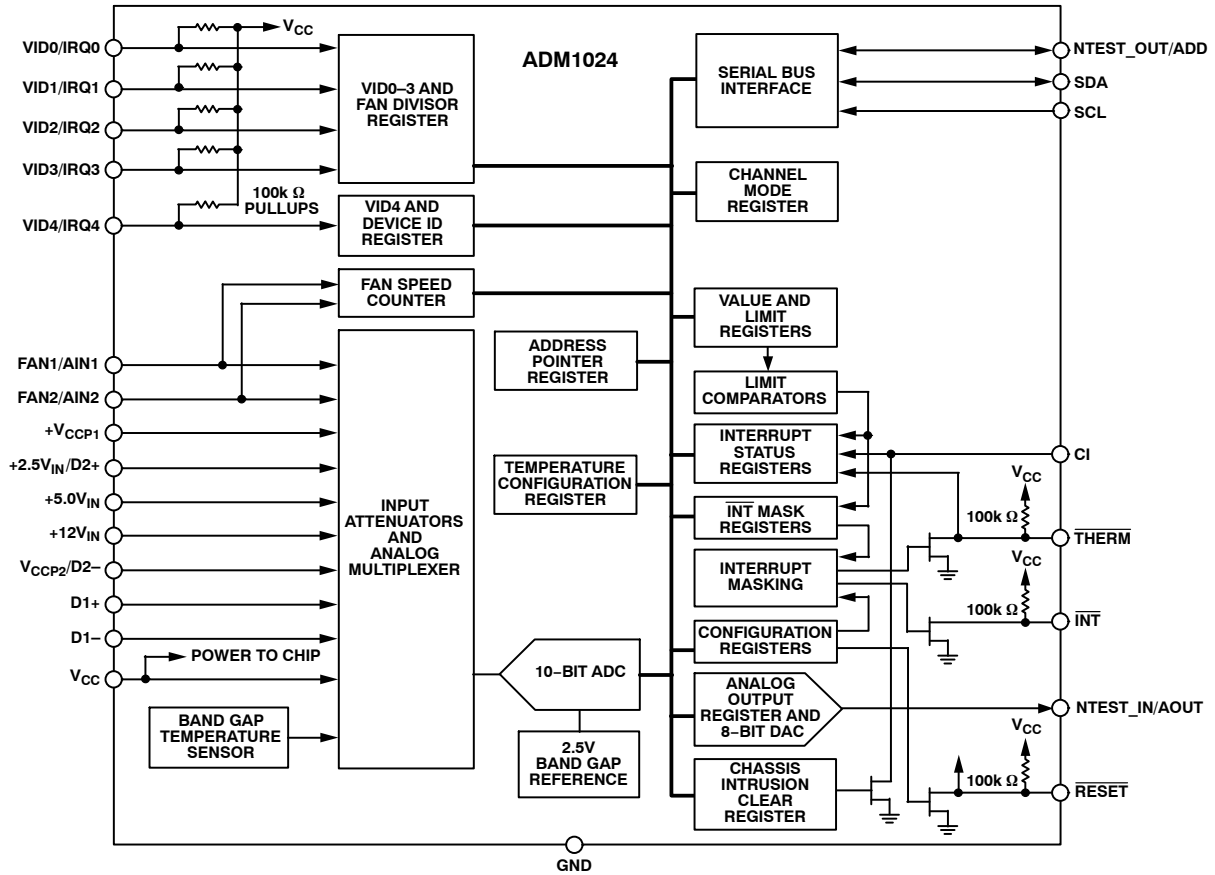 VCC
VID0/IRQ0
VID1/IRQ1
VID2/IRQ2
VID3/IRQ3
VID4/IRQ4
100k Ω
PULLUPS
VID0–3 AND
FAN DIVISOR
REGISTER
VID4 AND
DEVICE ID
REGISTER
FAN SPEED
COUNTER
ADM1024
SERIAL BUS
INTERFACE
NTEST_OUT/ADD
SDA
SCL
CHANNEL
MODE
REGISTER
FAN1/AIN1
FAN2/AIN2
+VCCP1
+2.5VIN/D2+
+5.0VIN
+12VIN
VCCP2/D2–
D1+
D1–
VCC
POWER TO CHIP
BAND GAP
TEMPERATURE
SENSOR
INPUT
ATTENUATORS
AND
ANALOG
MULTIPLEXER
ADDRESS
POINTER
REGISTER
TEMPERATURE
CONFIGURATION
REGISTER
10–BIT ADC
2.5V
BAND GAP
REFERENCE
VALUE AND
LIMIT
REGISTERS
LIMIT
COMPARATORS
INTERRUPT
STATUS
REGISTERS
INT MASK
REGISTERS
INTERRUPT
MASKING
CONFIGURATION
REGISTERS
ANALOG
OUTPUT
REGISTER AND
8–BIT DAC
CHASSIS
INTRUSION
CLEAR
REGISTER
CI
VCC
100k Ω
THERM
VCC
100k Ω
INT
NTEST_IN/AOUT
VCC
100k Ω
RESET
GND